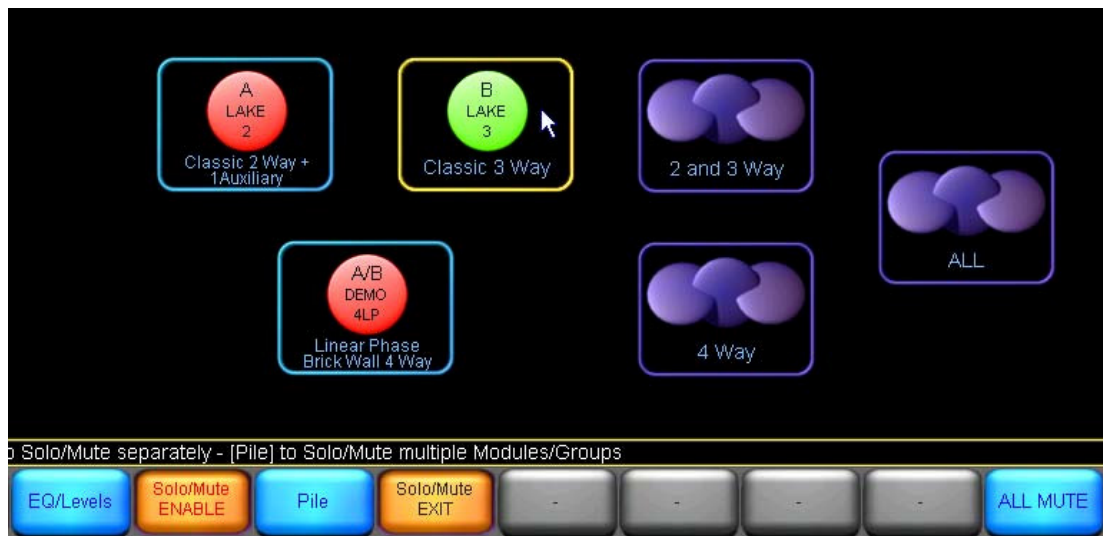 A
LAKE
2
Classic 2 Way +
1Auxiliary
B
LAKE
3
Classic 3 Way
2 and 3 Way
ALL
A/B
DEMO
4LP
Linear Phase
Brick Wall 4 Way
4 Way
o Solo/Mute separately - [Pile] to Solo/Mute multiple Modules/Groups
EQ/Levels
Solo/Mute
ENABLE
Pile
Solo/Mute
EXIT
-
-
-
-
ALL MUTE